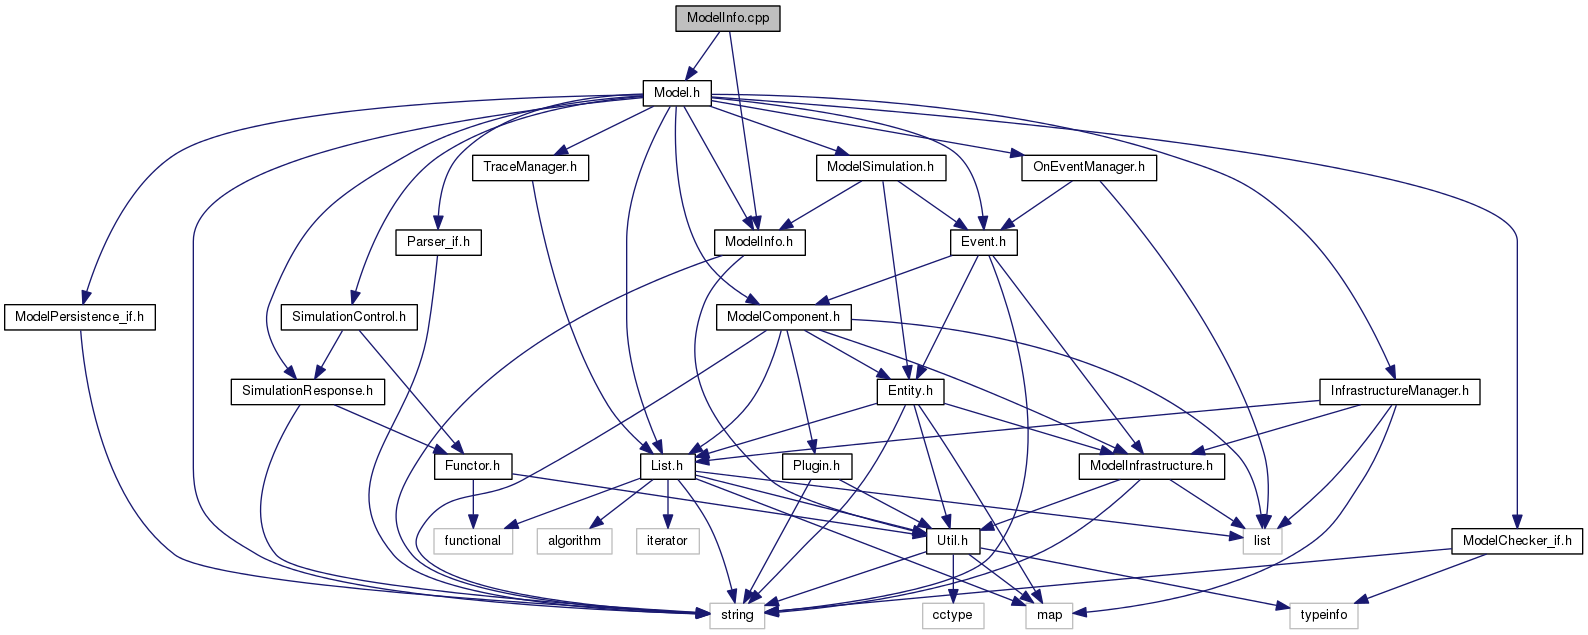 ModelInfo.cpp
Model.h
TraceManager.h
ModelSimulation.h
OnEventManager.h
Parser_if.h
ModelInfo.h
Event.h
ModelPersistence_if.h
SimulationControl.h
ModelComponent.h
SimulationResponse.h
Entity.h
InfrastructureManager.h
Functor.h
List.h
Plugin.h
ModelInfrastructure.h
functional
algorithm
iterator
Util.h
list
ModelChecker_if.h
string
cctype
map
typeinfo